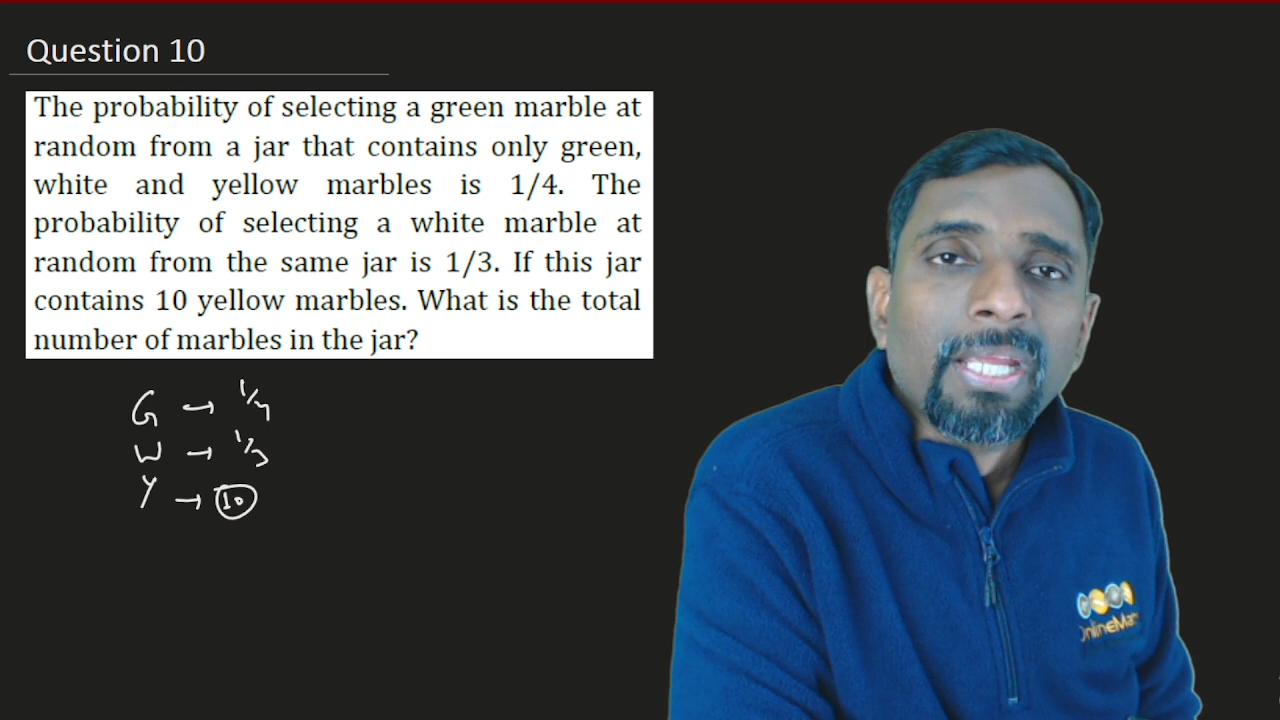 Question 10
The probability of selecting a green marble at
random from a jar that contains only green,
white and yellow marbles is 1/4. The
probability of selecting a white marble at
random from the same jar is 1/3. If this jar
contains 10 yellow marbles. What is the total
number of marbles in the jar?
G → 1/4
W → 1/3
Y → 10
OnlineMa